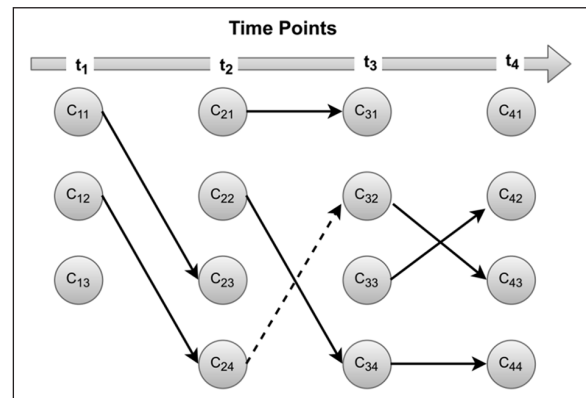 Time Points
t1 t2 t3 t4
C11 C21 C31 C41
C12 C22 C32 C42
C13 C23 C33 C43
C24 C34 C44